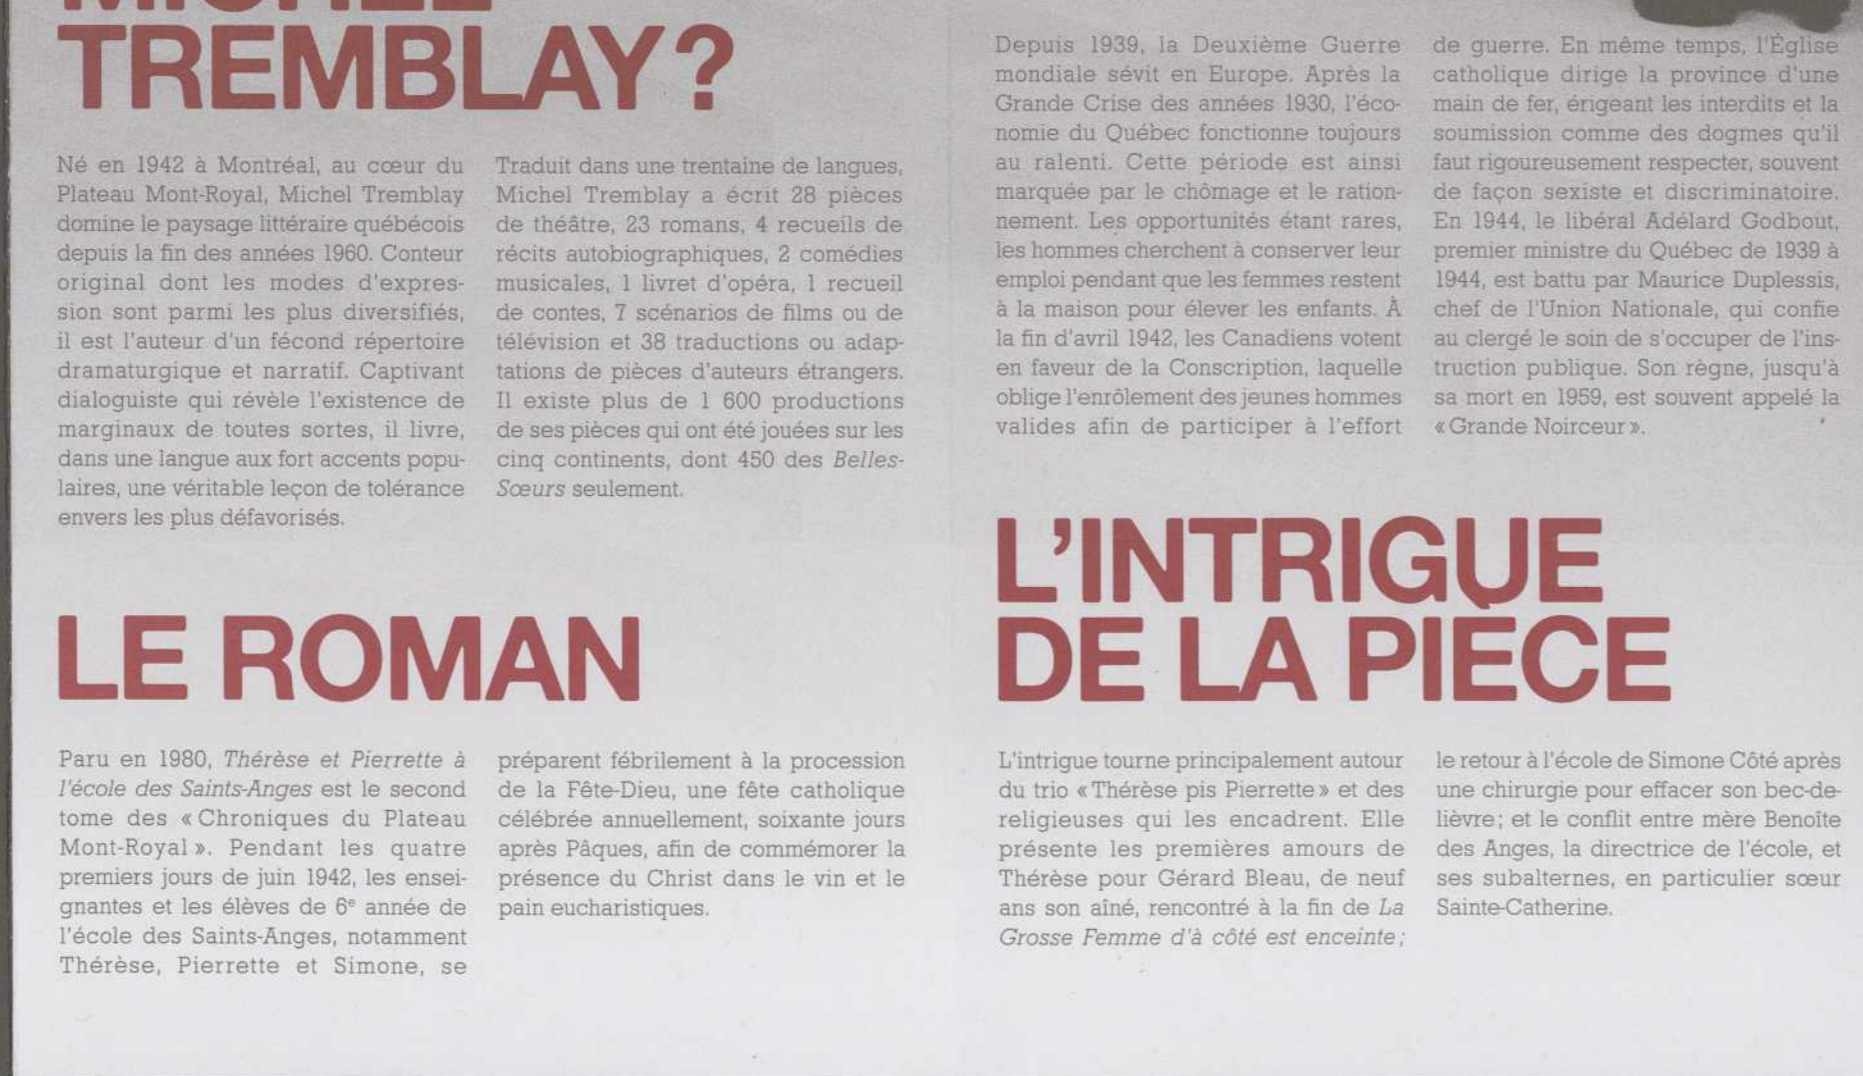 MICHEL
TREMBLAY?
Né en 1942 à Montréal, au cœur du
Plateau Mont-Royal, Michel Tremblay
domine le paysage littéraire québécois
depuis la fin des années 1960. Conteur
original dont les modes d'expres-
sion sont parmi les plus diversifiés,
il est l'auteur d'un fécond répertoire
dramaturgique et narratif. Captivant
dialoguiste qui révèle l'existence de
marginaux de toutes sortes, il livre,
dans une langue aux fort accents popu-
laires, une véritable leçon de tolérance
envers les plus défavorisés.
Traduit dans une trentaine de langues,
Michel Tremblay a écrit 28 pièces
de théâtre, 23 romans, 4 recueils de
récits autobiographiques, 2 comédies
musicales, 1 livret d'opéra, 1 recueil
de contes, 7 scénarios de films ou de
télévision et 38 traductions ou adap-
tations de pièces d'auteurs étrangers.
Il existe plus de 1 600 productions
de ses pièces qui ont été jouées sur les
cinq continents, dont 450 des Belles-
Sœurs seulement.
LE ROMAN
Paru en 1980, Thérèse et Pierrette à
l'école des Saints-Anges est le second
tome des « Chroniques du Plateau
Mont-Royal ». Pendant les quatre
premiers jours de juin 1942, les ensei-
gnantes et les élèves de 6e année de
l'école des Saints-Anges, notamment
Thérèse, Pierrette et Simone, se
préparent fébrilement à la procession
de la Fête-Dieu, une fête catholique
célébrée annuellement, soixante jours
après Pâques, afin de commémorer la
présence du Christ dans le vin et le
pain eucharistiques.
Depuis 1939, la Deuxième Guerre
mondiale sévit en Europe. Après la
Grande Crise des années 1930, l'éco-
nomie du Québec fonctionne toujours
au ralenti. Cette période est ainsi
marquée par le chômage et le ration-
nement. Les opportunités étant rares,
les hommes cherchent à conserver leur
emploi pendant que les femmes restent
à la maison pour élever les enfants. À
la fin d'avril 1942, les Canadiens votent
en faveur de la Conscription, laquelle
oblige l'enrôlement des jeunes hommes
valides afin de participer à l'effort
de guerre. En même temps, l'Église
catholique dirige la province d'une
main de fer, érigeant les interdits et la
soumission comme des dogmes qu'il
faut rigoureusement respecter, souvent
de façon sexiste et discriminatoire.
En 1944, le libéral Adélard Godbout,
premier ministre du Québec de 1939 à
1944, est battu par Maurice Duplessis,
chef de l'Union Nationale, qui confie
au clergé le soin de s'occuper de l'ins-
truction publique. Son règne, jusqu'à
sa mort en 1959, est souvent appelé la
« Grande Noirceur ».
L'INTRIGUE
DE LA PIÈCE
L'intrigue tourne principalement autour
du trio « Thérèse pis Pierrette » et des
religieuses qui les encadrent. Elle
présente les premières amours de
Thérèse pour Gérard Bleau, de neuf
ans son aîné, rencontré à la fin de La
Grosse Femme d'à côté est enceinte;
le retour à l'école de Simone Côté après
une chirurgie pour effacer son bec-de-
lièvre; et le conflit entre mère Benoîte
des Anges, la directrice de l'école, et
ses subalternes, en particulier sœur
Sainte-Catherine.